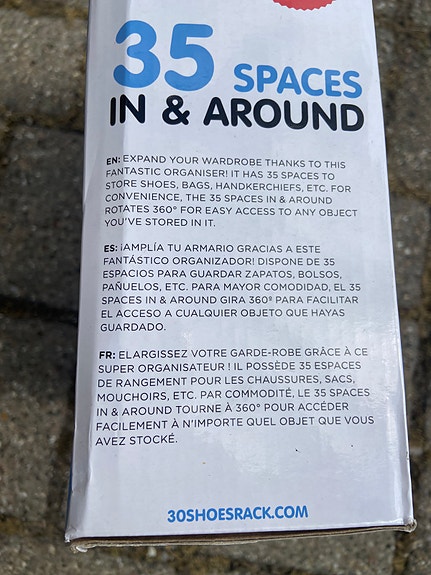 35 SPACES
IN & AROUND
EN: EXPAND YOUR WARDROBE THANKS TO THIS
FANTASTIC ORGANISER! IT HAS 35 SPACES TO
STORE SHOES, BAGS, HANDKERCHIEFS, ETC. FOR
CONVENIENCE, THE 35 SPACES IN & AROUND
ROTATES 360° FOR EASY ACCESS TO ANY OBJECT
YOU'VE STORED IN IT.
ES: ¡AMPLÍA TU ARMARIO GRACIAS A ESTE
FANTÁSTICO ORGANIZADOR! DISPONE DE 35
ESPACIOS PARA GUARDAR ZAPATOS, BOLSOS,
PAÑUELOS, ETC. PARA MAYOR COMODIDAD, EL 35
SPACES IN & AROUND GIRA 360º PARA FACILITAR
EL ACCESO A CUALQUIER OBJETO QUE HAYAS
GUARDADO.
FR: ELARGISSEZ VOTRE GARDE-ROBE GRÂCE À CE
SUPER ORGANISATEUR ! IL POSSÈDE 35 ESPACES
DE RANGEMENT POUR LES CHAUSSURES, SACS,
MOUCHOIRS, ETC. PAR COMMODITÉ, LE 35 SPACES
IN & AROUND TOURNE À 360° POUR ACCÉDER
FACILEMENT À N'IMPORTE QUEL OBJET QUE VOUS
AVEZ STOCKÉ.
30SHOESRACK.COM